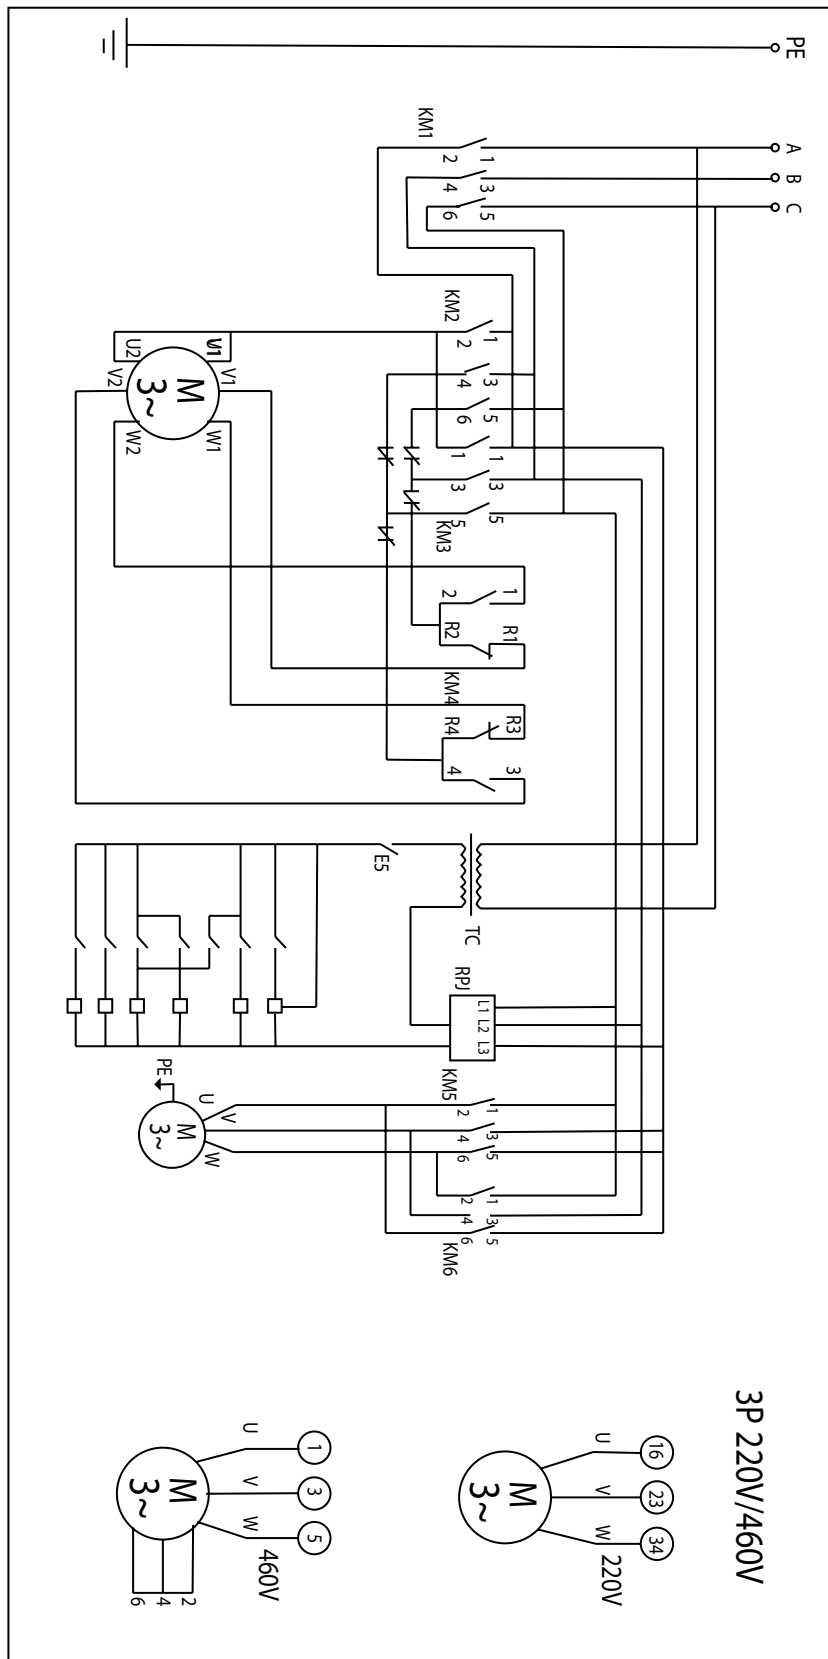 PE
A
B
C
KM1
1
2
3
4
5
6
KM2
1
2
3
4
5
6
1
1
3
3
5
5
KM3
U1
U2
V1
V2
W1
W2
M
3~
1
2
R1
R2
KM4
R3
R4
3
4
E5
TC
RPJ
L1
L2
L3
PE
U
V
W
M
3~
KM5
1
2
3
4
5
6
1
2
3
4
5
6
KM6
3P 220V/460V
16
23
34
U
V
W
220V
M
3~
1
3
5
U
V
W
460V
M
3~
2
4
6